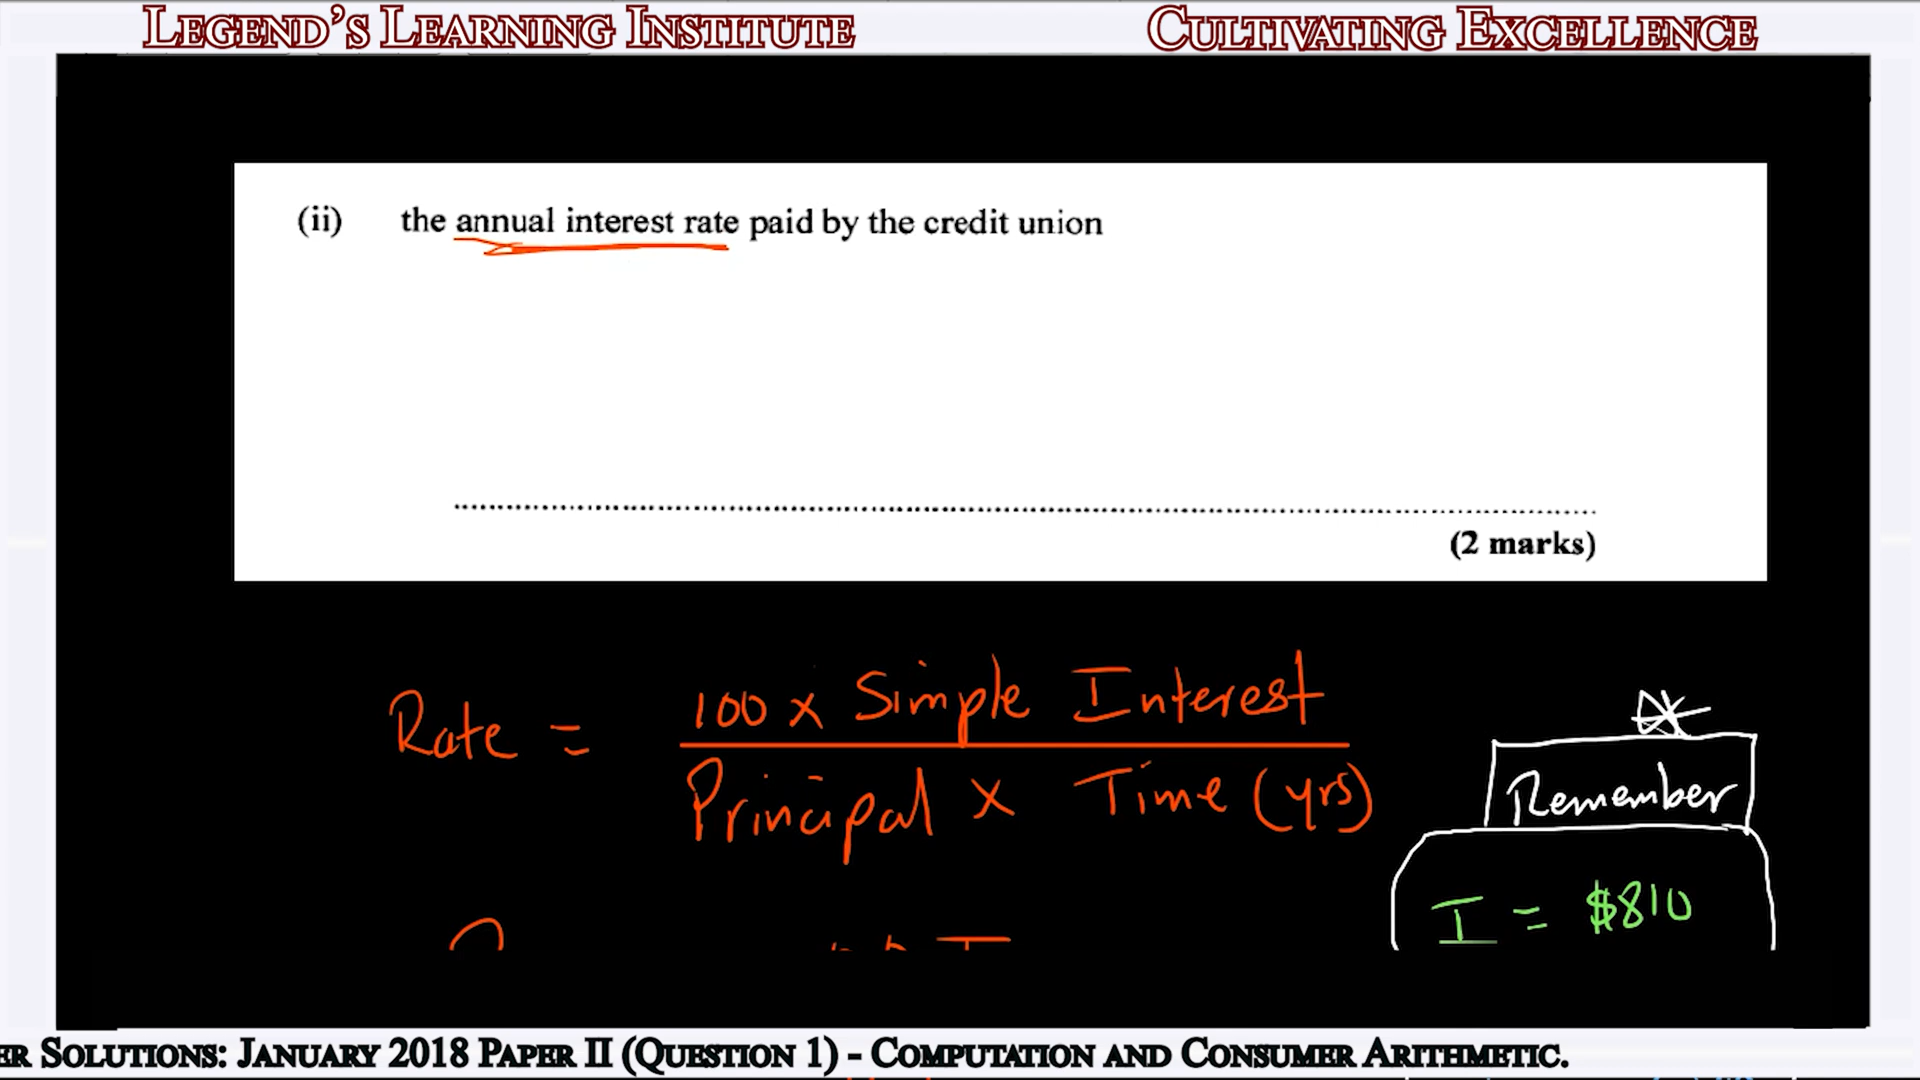 LEGEND'S LEARNING INSTITUTE CULTIVATING EXCELLENCE
(ii) the annual interest rate paid by the credit union
(2 marks)
Rate = 100 x Simple Interest
Principal x Time (yrs)
Remember
I = $810
ER SOLUTIONS: JANUARY 2018 PAPER II (QUESTION 1) - COMPUTATION AND CONSUMER ARITHMETIC.